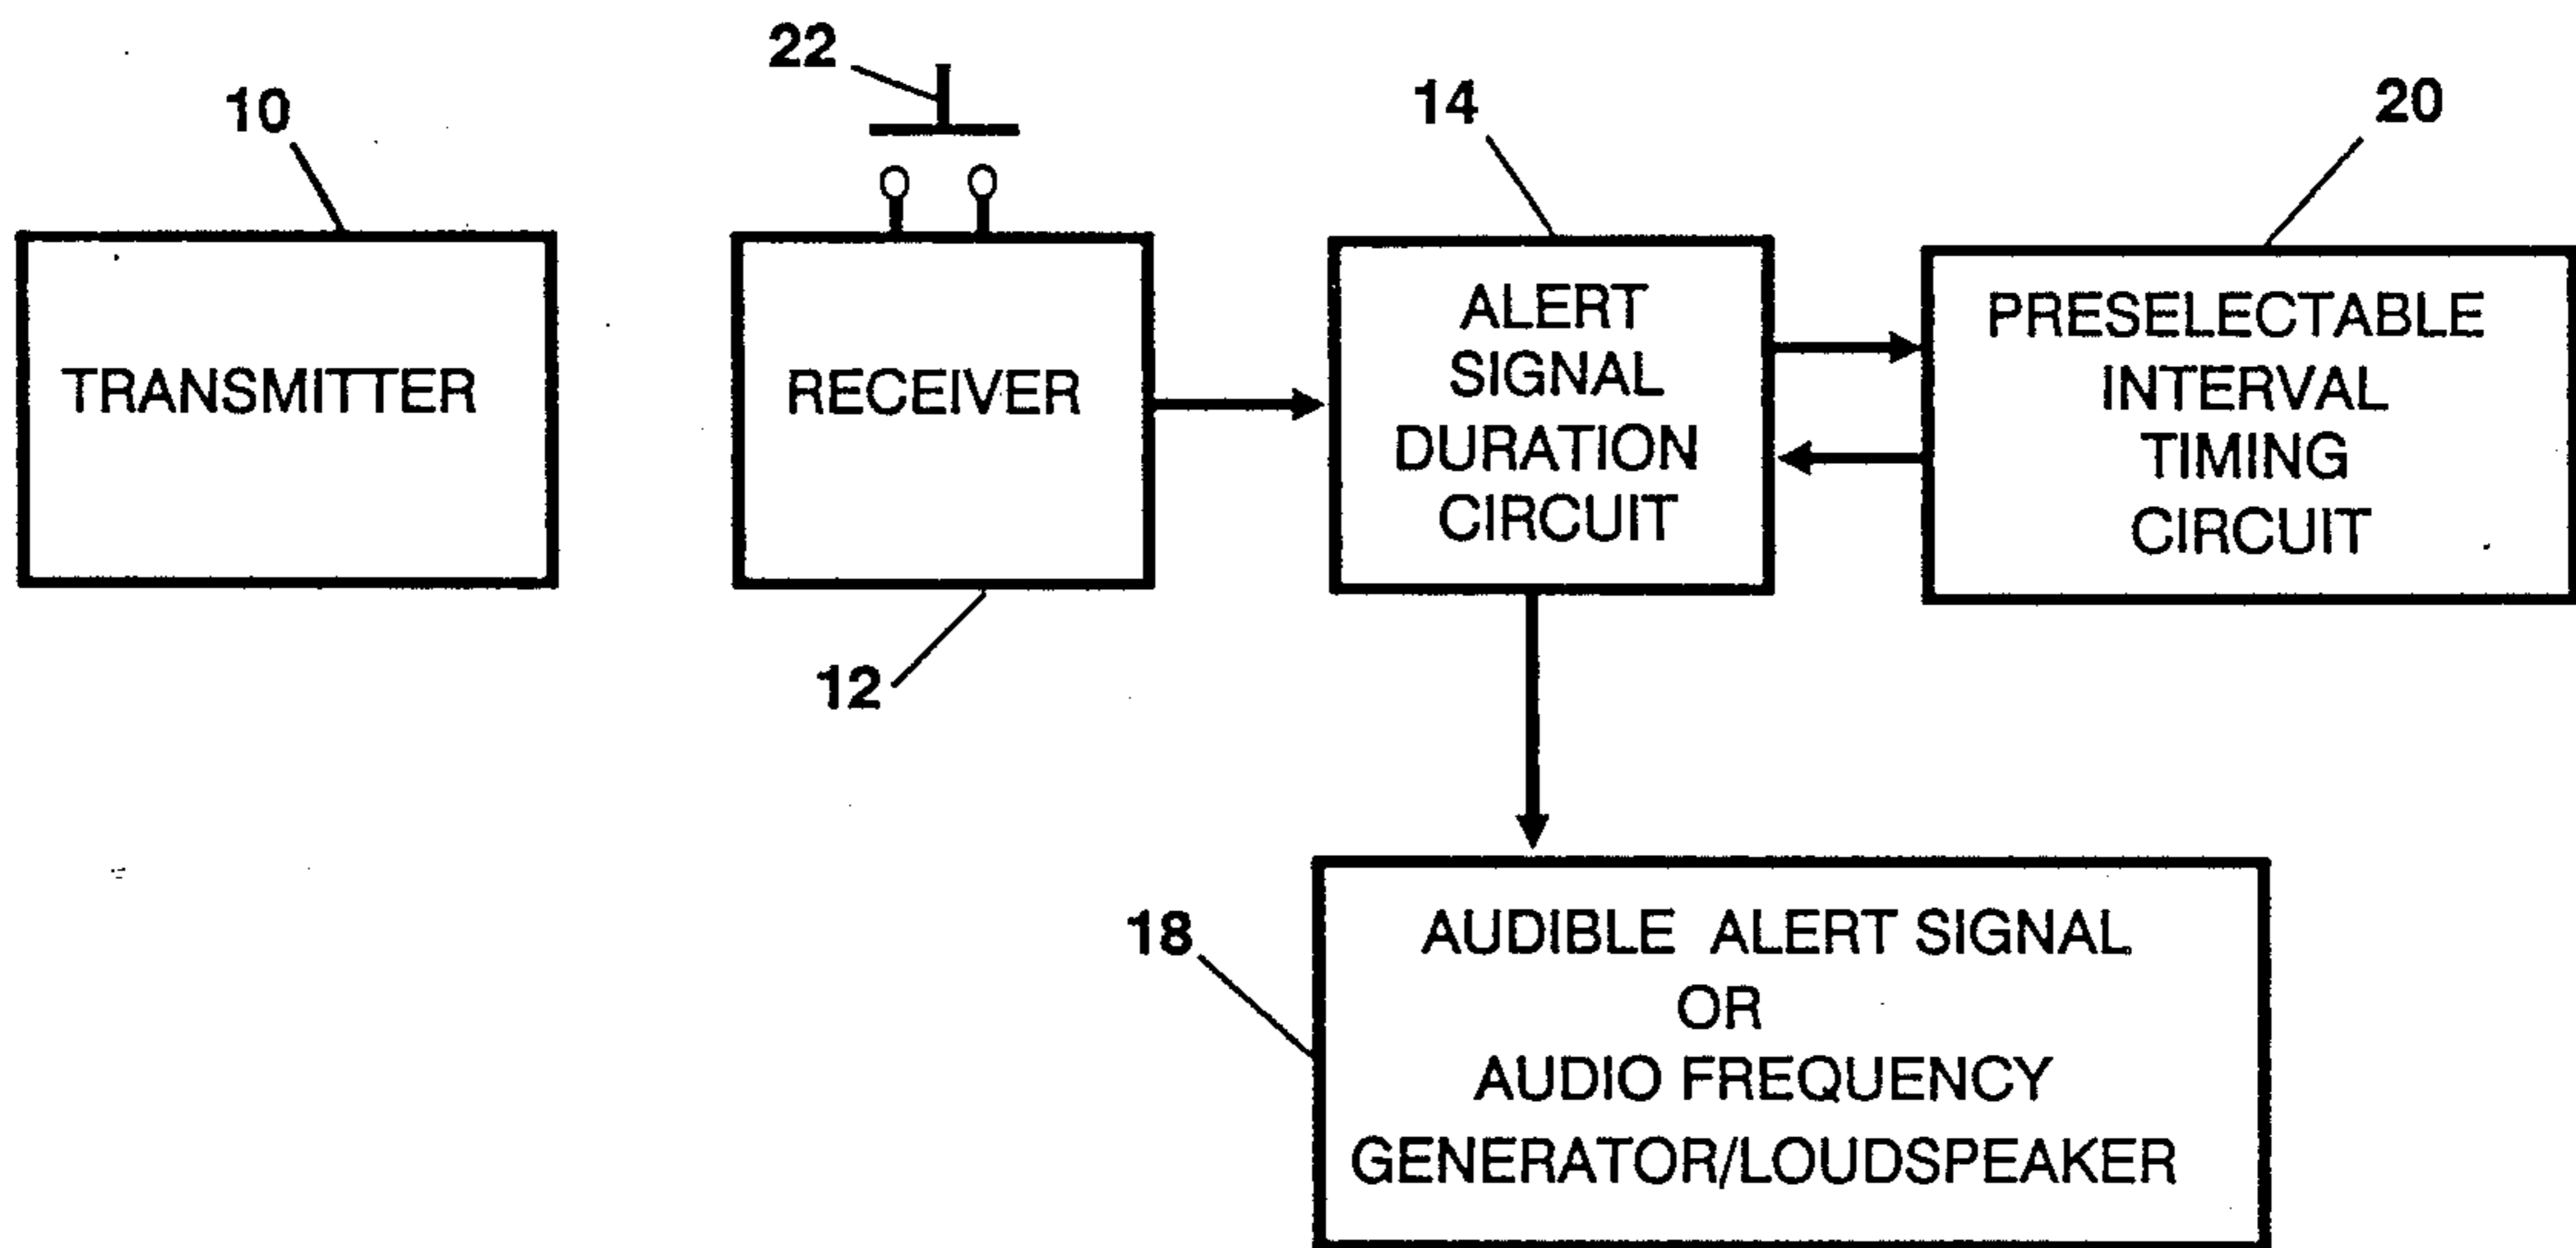 22
10
14
20
TRANSMITTER
RECEIVER
ALERT
SIGNAL
DURATION
CIRCUIT
PRESELECTABLE
INTERVAL
TIMING
CIRCUIT
12
18
AUDIBLE ALERT SIGNAL
OR
AUDIO FREQUENCY
GENERATOR/LOUDSPEAKER